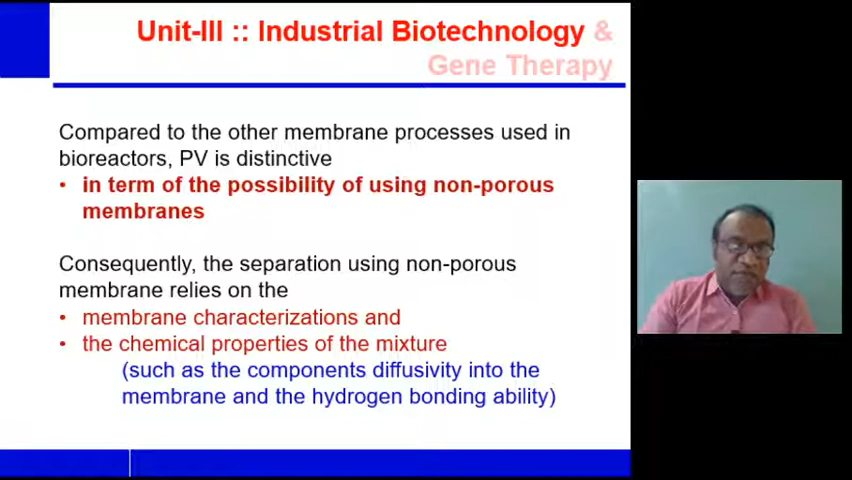 Unit-III :: Industrial Biotechnology &
Gene Therapy
Compared to the other membrane processes used in
bioreactors, PV is distinctive
• in term of the possibility of using non-porous
membranes
Consequently, the separation using non-porous
membrane relies on the
• membrane characterizations and
• the chemical properties of the mixture
(such as the components diffusivity into the
membrane and the hydrogen bonding ability)